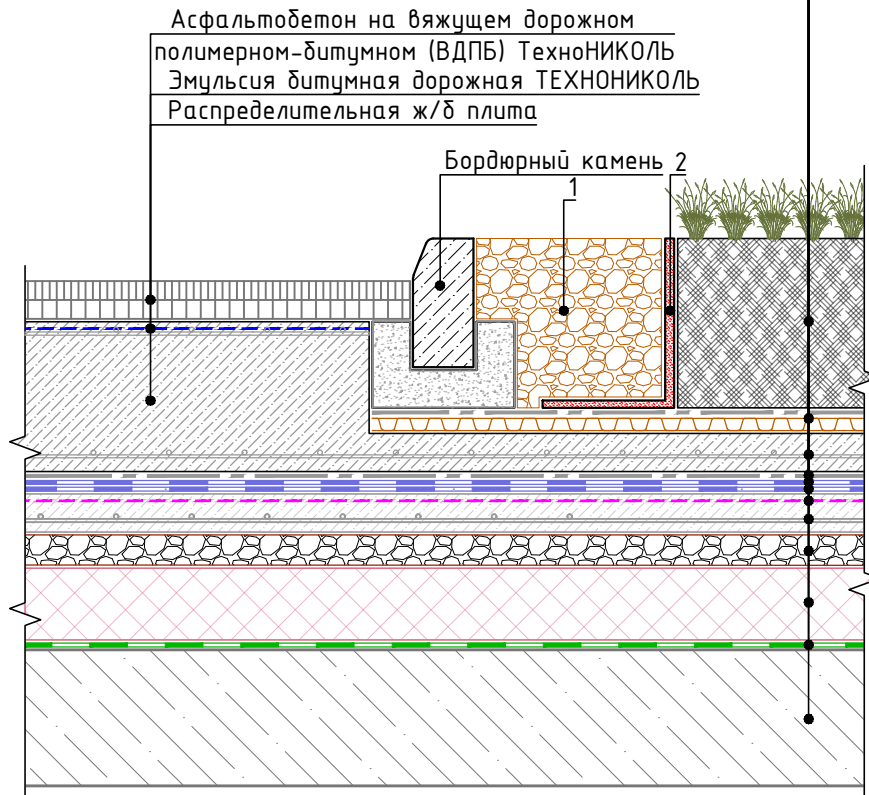 Асфальтобетон на вяжущем дорожном
полимерном-битумном (ВДПБ) ТехноНИКОЛЬ
Эмульсия битумная дорожная ТЕХНОНИКОЛЬ
Распределительная ж/б плита
Бордюрный камень 2
1